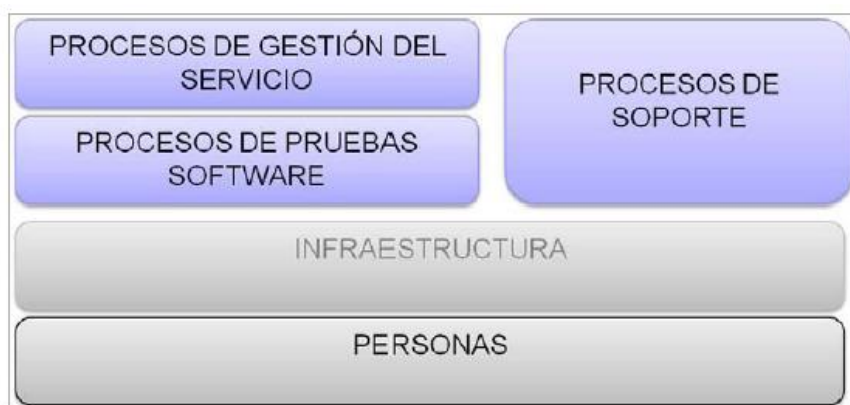 PROCESOS DE GESTIÓN DEL
SERVICIO
PROCESOS DE PRUEBAS
SOFTWARE
PROCESOS DE
SOPORTE
INFRAESTRUCTURA
PERSONAS